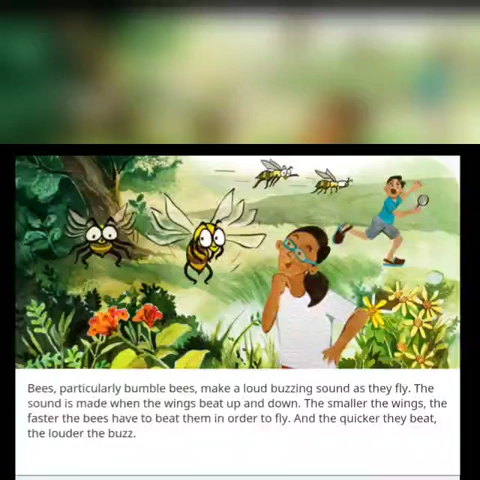 Bees, particularly bumble bees, make a loud buzzing sound as they fly. The
sound is made when the wings beat up and down. The smaller the wings, the
faster the bees have to beat them in order to fly. And the quicker they beat,
the louder the buzz.